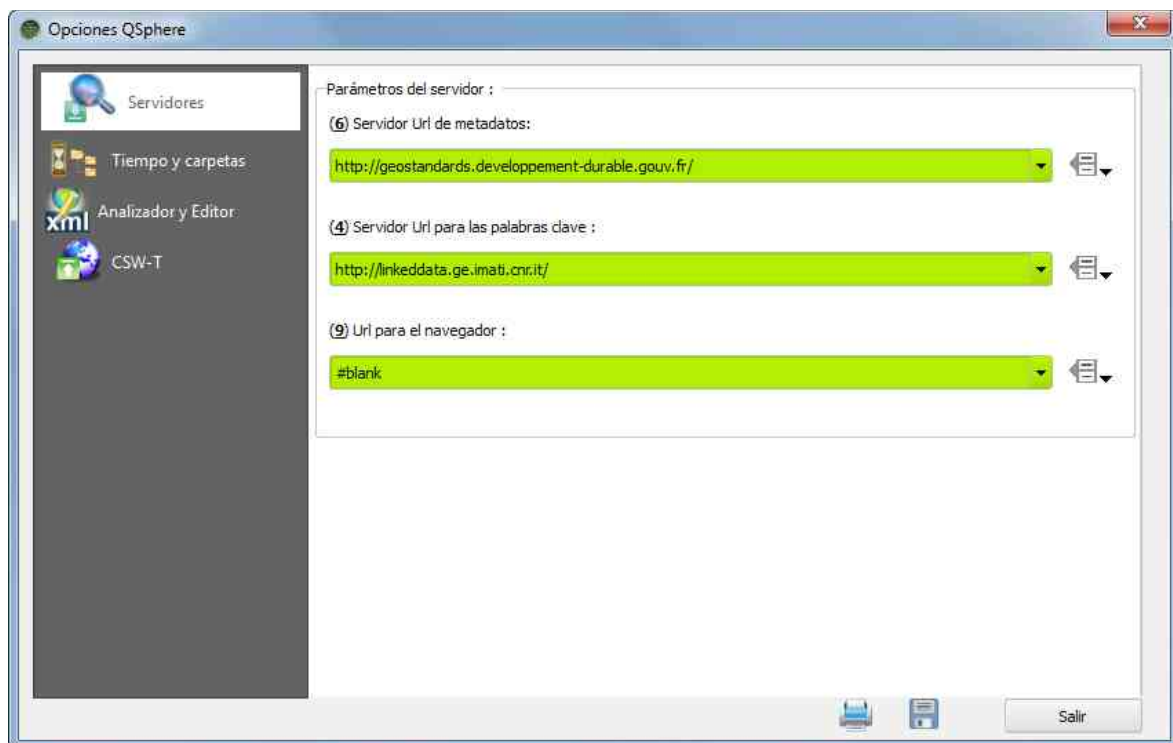 Opciones QSphere
Servidores
Tiempo y carpetas
xml
Analizador y Editor
CSW-T
Parámetros del servidor :
(6) Servidor Url de metadatos:
http://geostandards.developpement-durable.gouv.fr/
(4) Servidor Url para las palabras clave :
http://linkeddata.ge.imati.cnr.it/
(9) Url para el navegador :
#blank
Salir